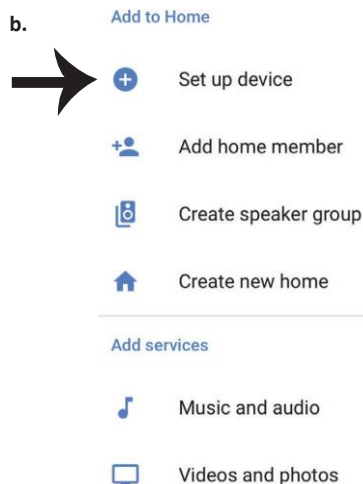 b.
Add to Home
Set up device
Add home member
Create speaker group
Create new home
Add services
Music and audio
Videos and photos